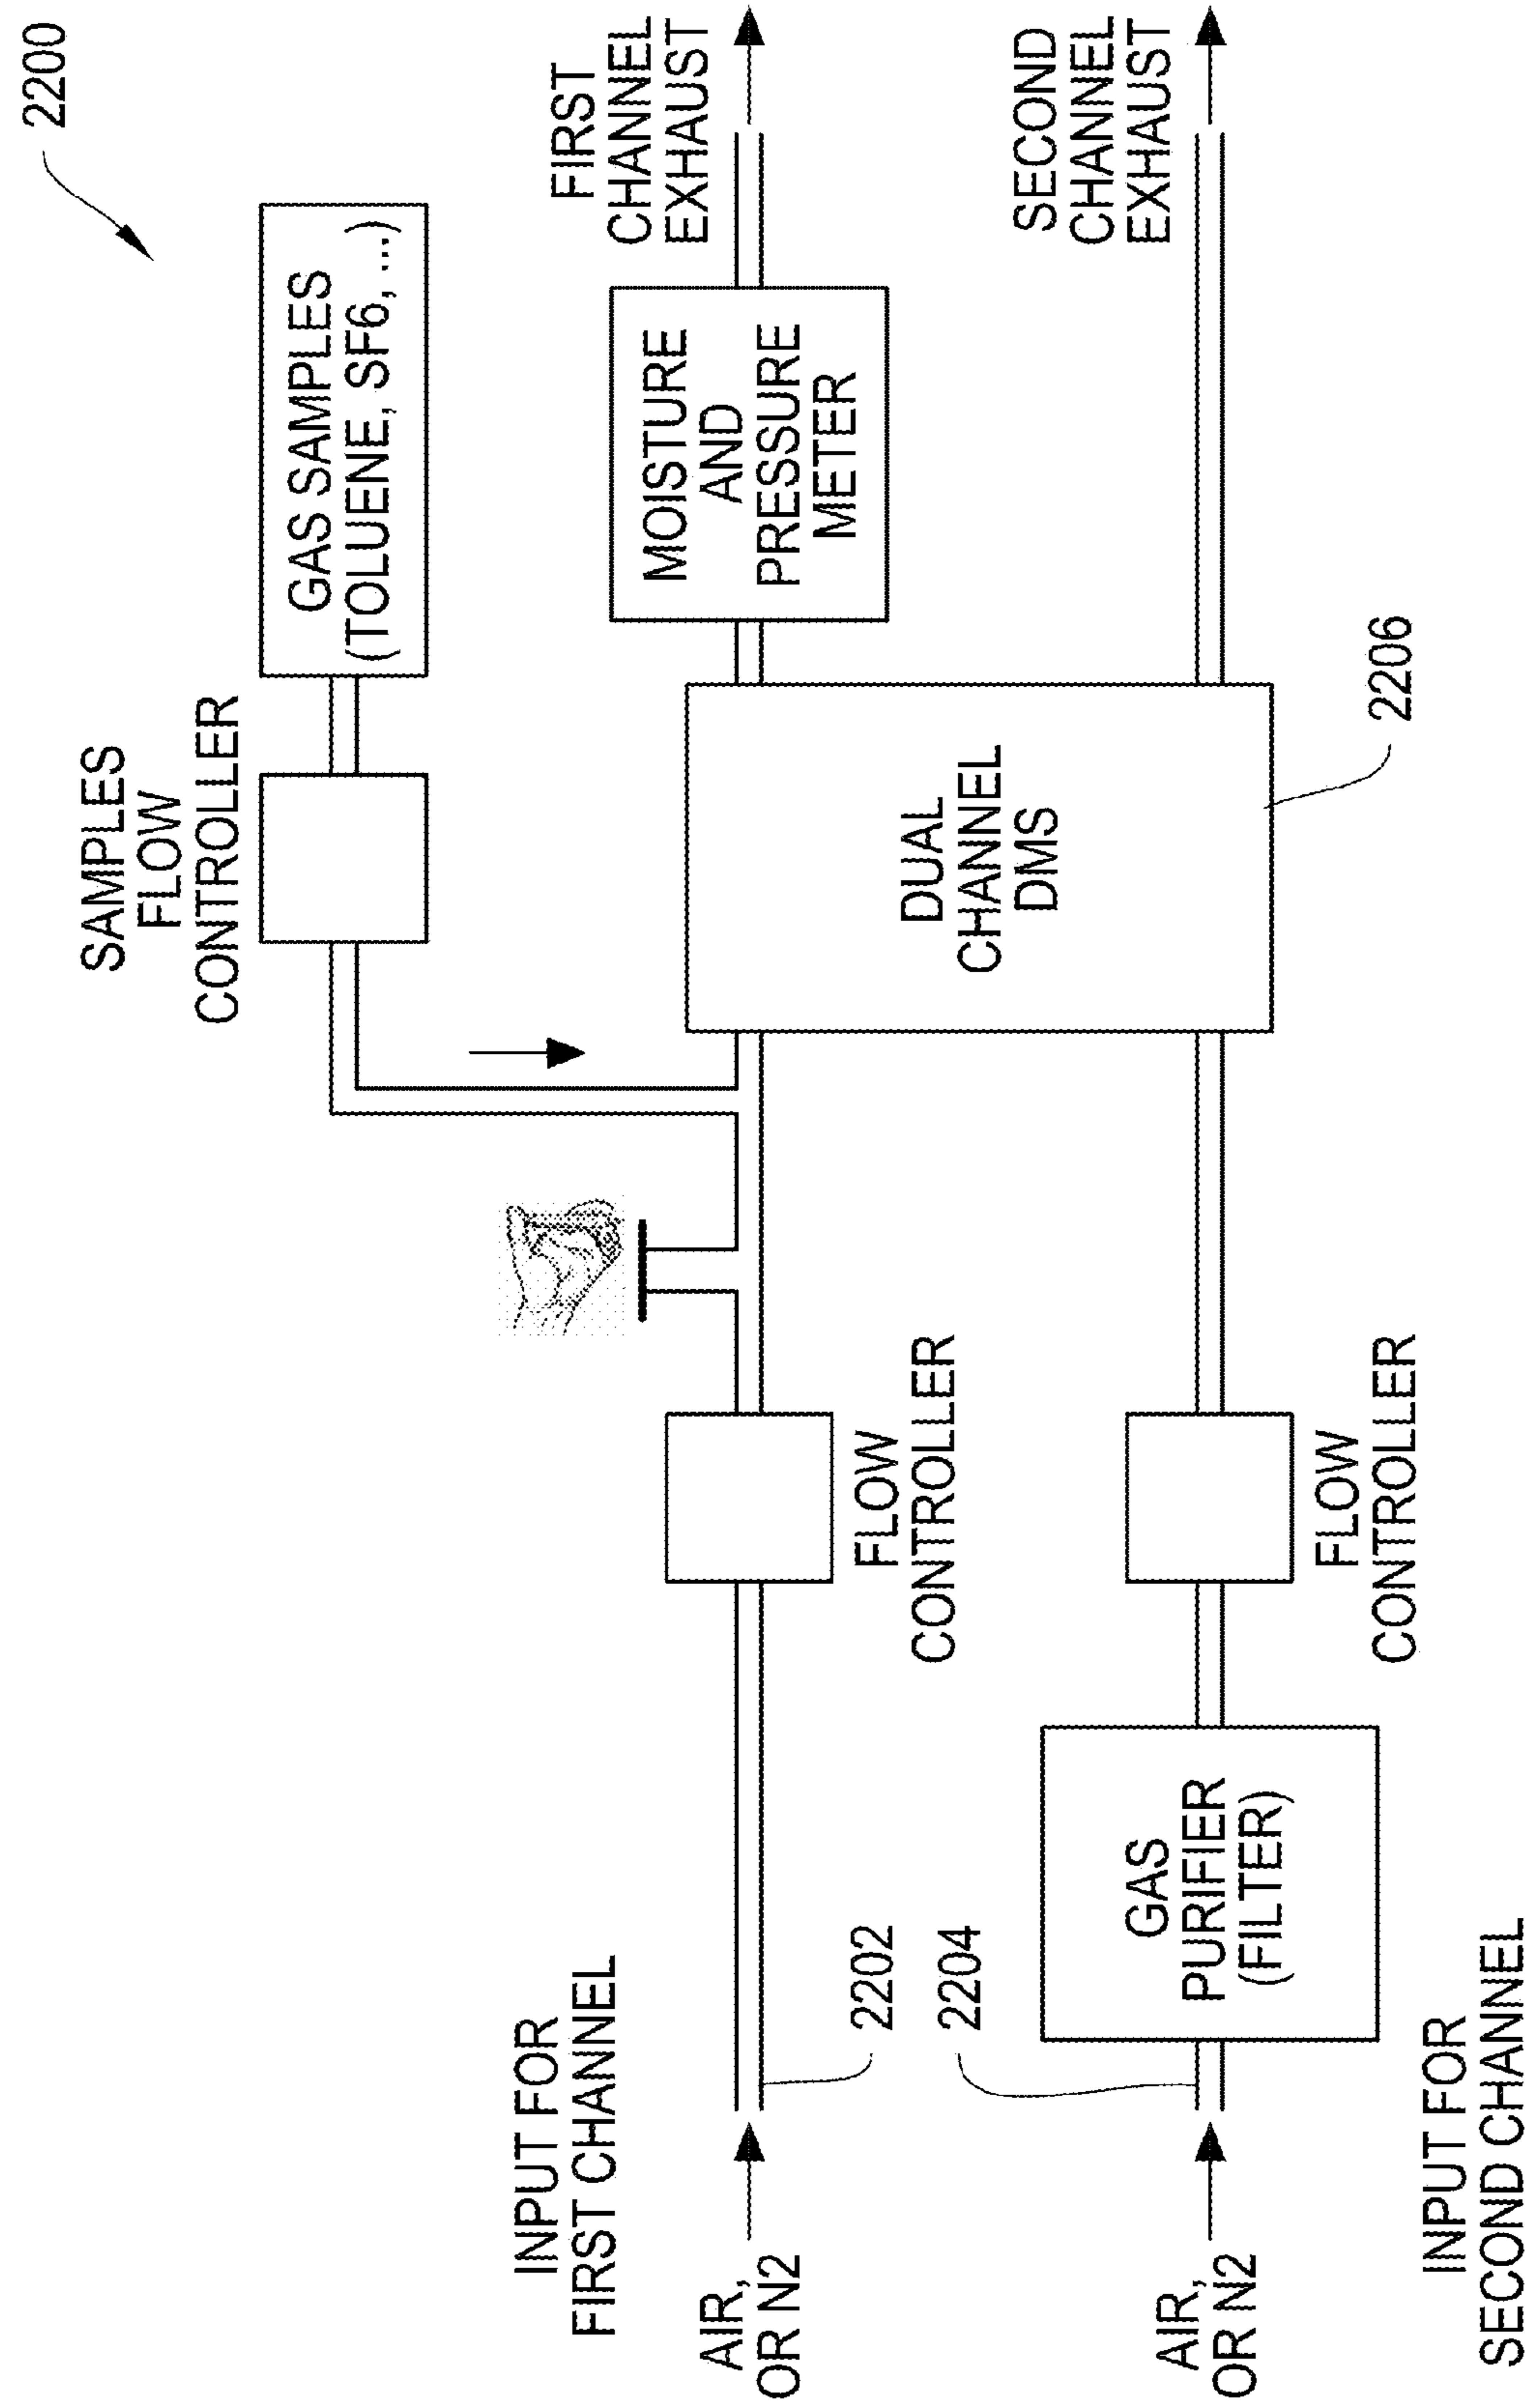 2200
SAMPLES
FLOW
CONTROLLER
GAS SAMPLES
(TOLUENE, SF6, ...)
INPUT FOR
FIRST CHANNEL
FIRST
CHANNEL
EXHAUST
AIR,
OR N2
2202
FLOW
CONTROLLER
MOISTURE
AND
PRESSURE
METER
DUAL
CHANNEL
DMS
2204
SECOND
CHANNEL
EXHAUST
AIR,
OR N2
GAS
PURIFIER
(FILTER)
FLOW
CONTROLLER
2206
INPUT FOR
SECOND CHANNEL